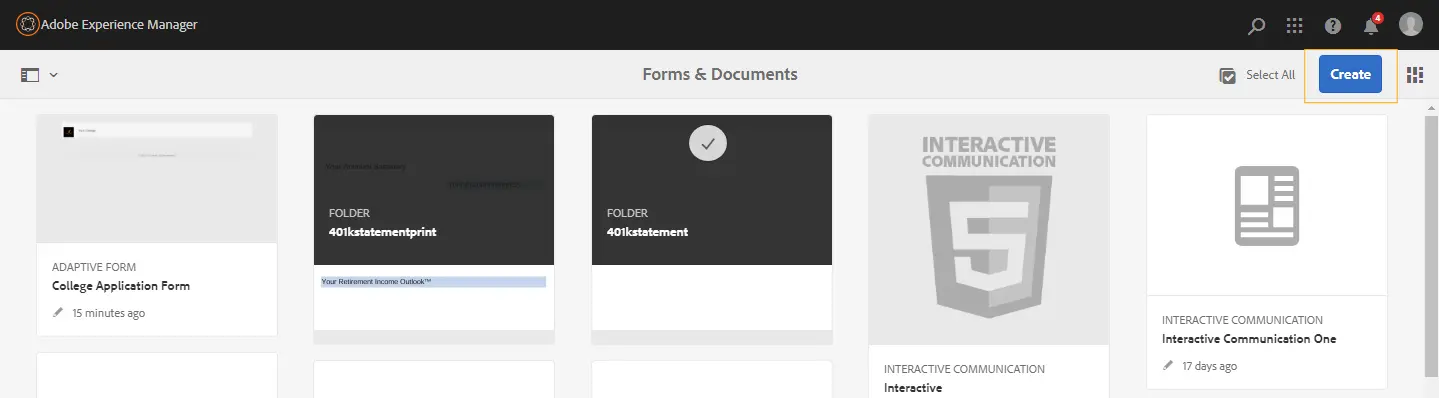 Adobe Experience Manager
4
Forms & Documents
Select All
Create
ADAPTIVE FORM
College Application Form
15 minutes ago
FOLDER
401kstatementprint
Your Retirement Income Outlook™
FOLDER
401kstatement
INTERACTIVE
COMMUNICATION
5
INTERACTIVE COMMUNICATION
Interactive
INTERACTIVE COMMUNICATION
Interactive Communication One
17 days ago